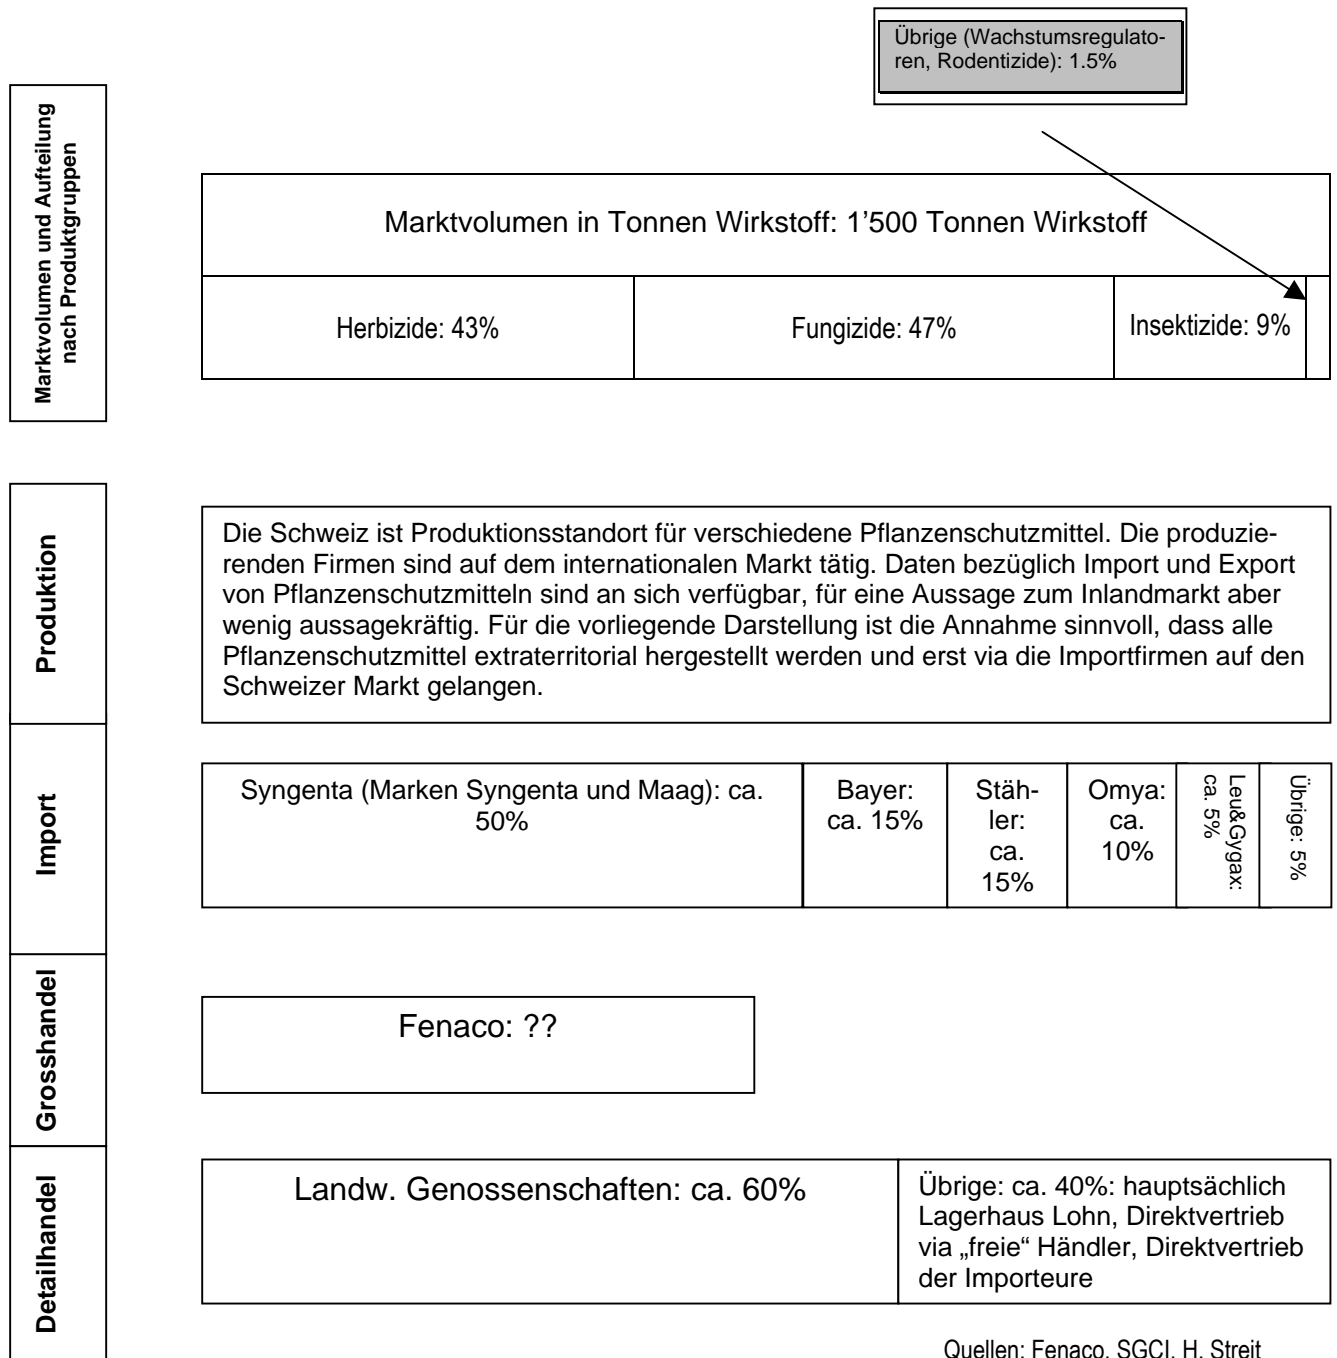 Übrige (Wachstumsregulato-
ren, Rodentizide): 1.5%
Marktvolumen und Aufteilung
nach Produktgruppen
Marktvolumen in Tonnen Wirkstoff: 1’500 Tonnen Wirkstoff
Herbizide: 43%
Fungizide: 47%
Insektizide: 9%
Produktion
Die Schweiz ist Produktionsstandort für verschiedene Pflanzenschutzmittel. Die produzie-
renden Firmen sind auf dem internationalen Markt tätig. Daten bezüglich Import und Export
von Pflanzenschutzmitteln sind an sich verfügbar, für eine Aussage zum Inlandmarkt aber
wenig aussagekräftig. Für die vorliegende Darstellung ist die Annahme sinnvoll, dass alle
Pflanzenschutzmittel extraterritorial hergestellt werden und erst via die Importfirmen auf den
Schweizer Markt gelangen.
Import
Syngenta (Marken Syngenta und Maag): ca.
50%
Bayer:
ca. 15%
Stäh-
ler:
ca.
15%
Omya:
ca.
10%
Leu&Gygax:
ca. 5%
Übrige: 5%
Grosshandel
Fenaco: ??
Detailhandel
Landw. Genossenschaften: ca. 60%
Übrige: ca. 40%: hauptsächlich
Lagerhaus Lohn, Direktvertrieb
via „freie“ Händler, Direktvertrieb
der Importeure
Quellen: Fenaco, SGCI, H. Streit